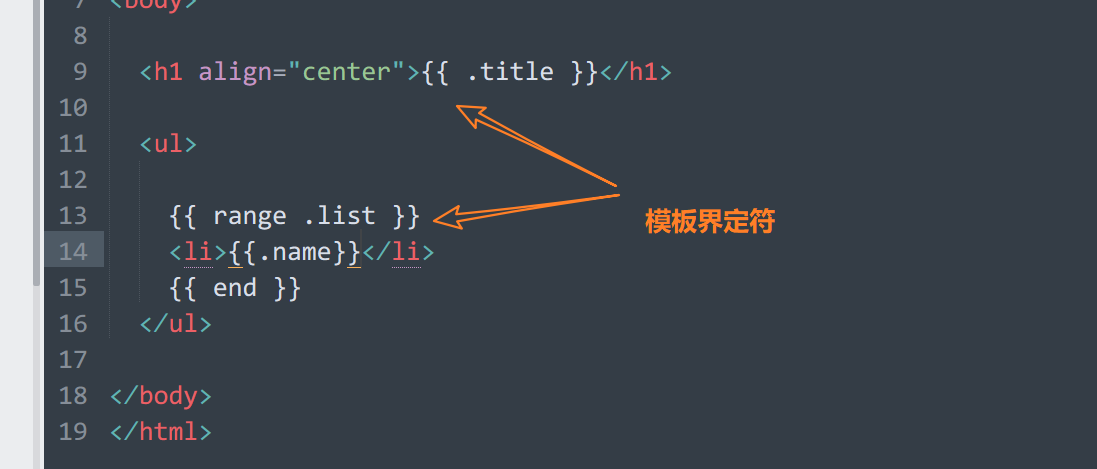 7 <body>
8
9 <h1 align="center">{{ .title }}</h1>
10
11 <ul>
12
13 {{ range .list }}
模板界定符
14 <li>{{.name}}</li>
15 {{ end }}
16 </ul>
17
18 </body>
19 </html>